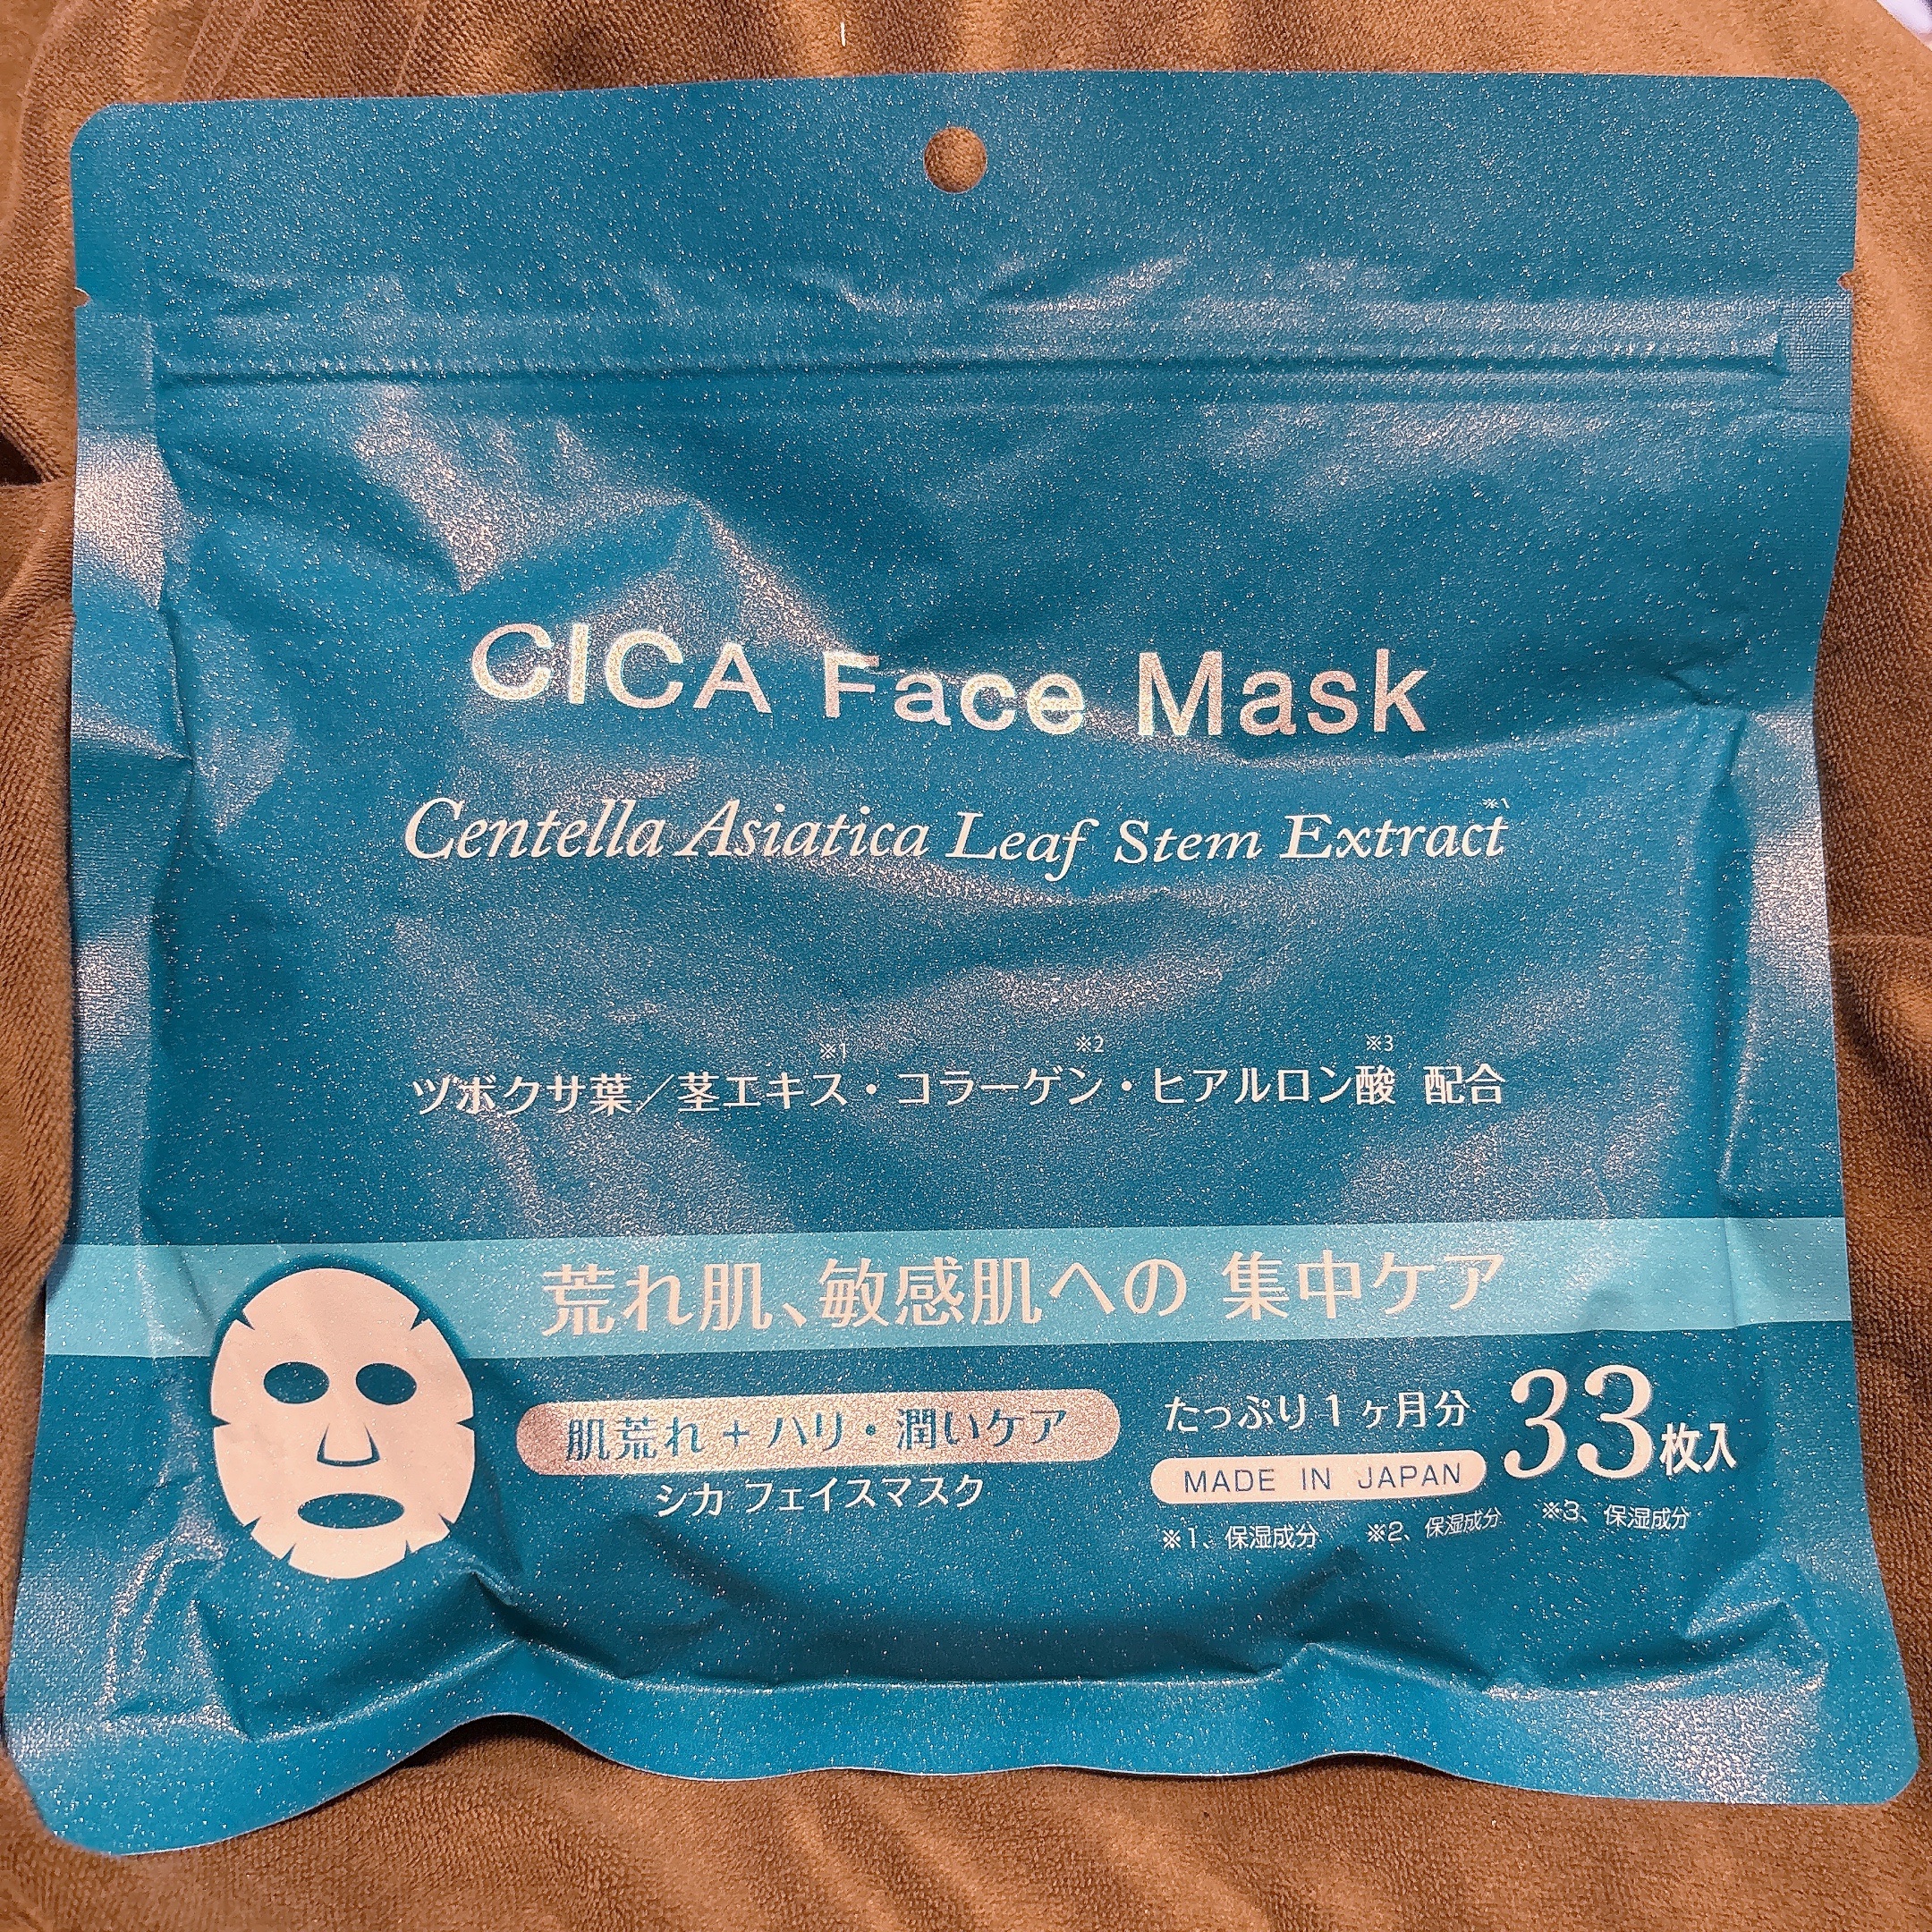 CICA Face Mask
Centella Asiatica Leaf Stem Extract※1
ツボクサ葉／茎エキス※1・コラーゲン※2・ヒアルロン酸※3 配合
荒れ肌、敏感肌への 集中ケア
肌荒れ + ハリ・潤いケア
シカ フェイスマスク
たっぷり1ヶ月分 33枚入
MADE IN JAPAN
※1、保湿成分 ※2、保湿成分 ※3、保湿成分